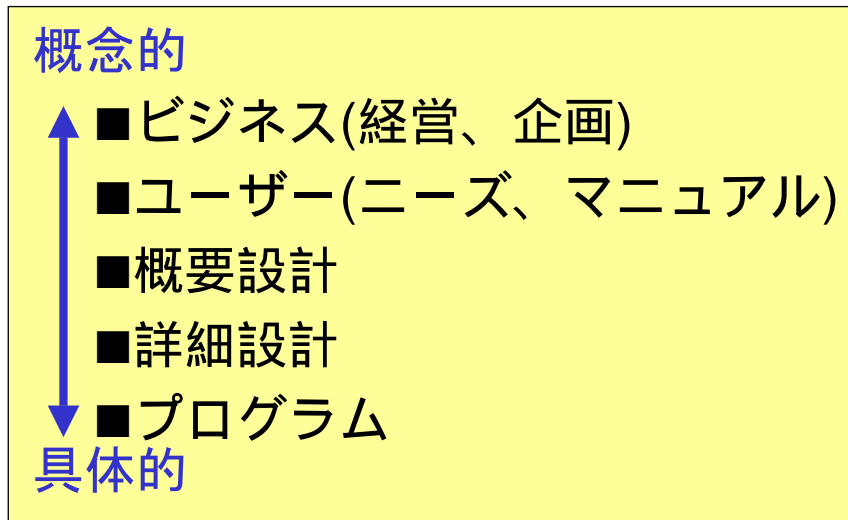 概念的
■ビジネス(経営、企画)
■ユーザー(ニーズ、マニュアル)
■概要設計
■詳細設計
■プログラム
具体的